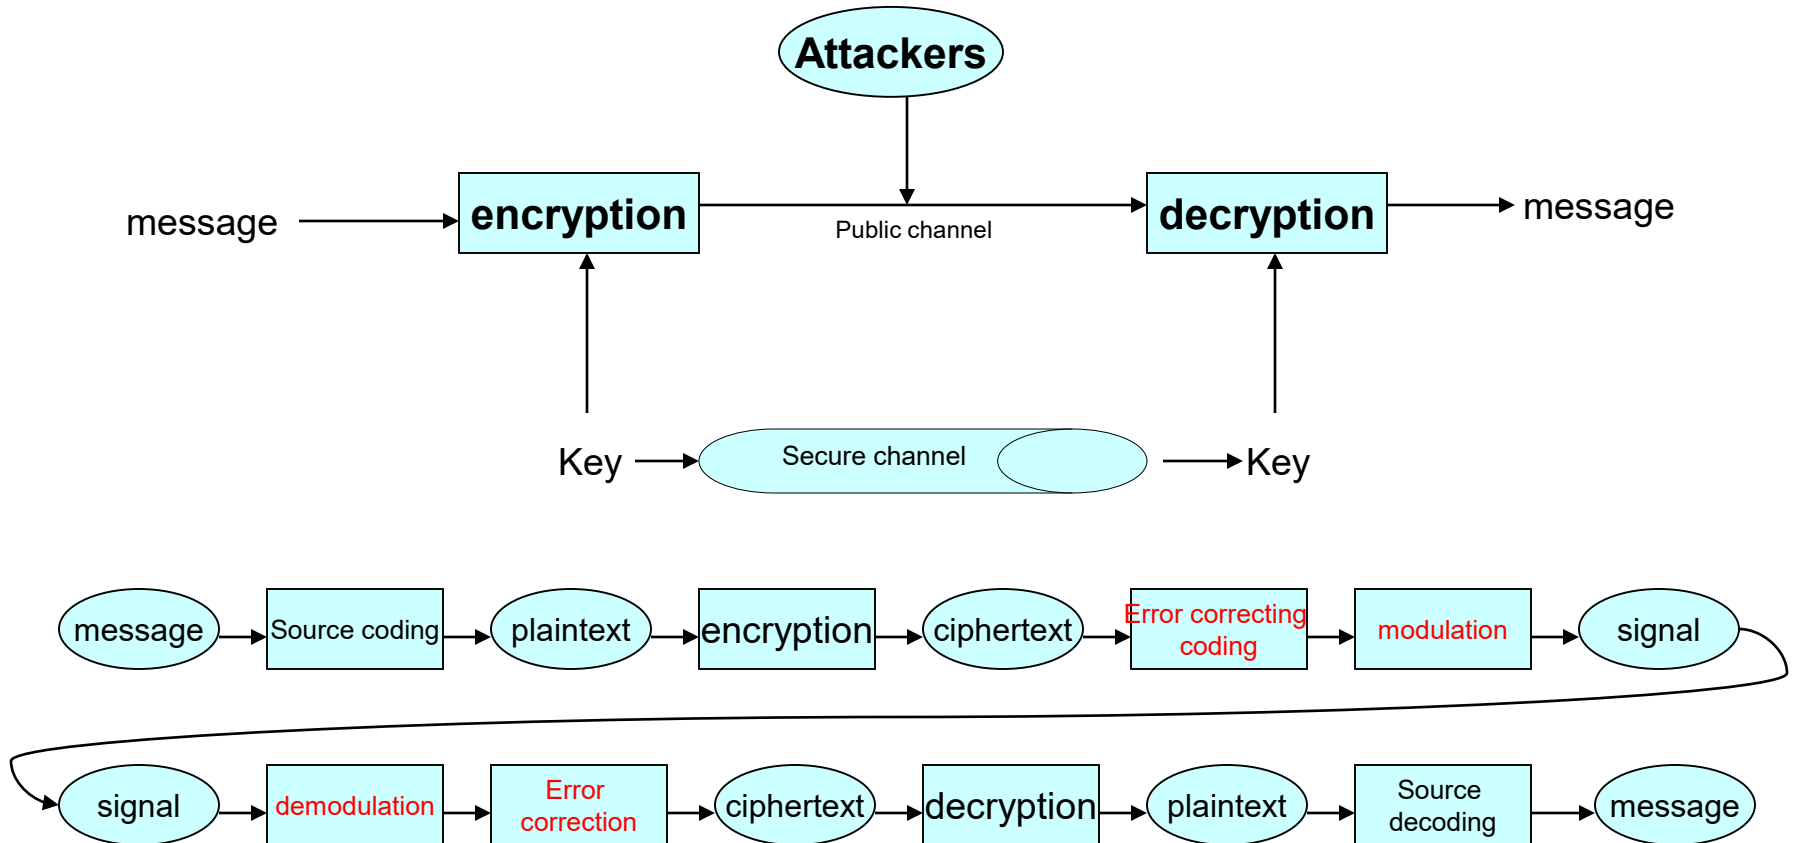 Attackers
message
encryption
Public channel
decryption
message
Key
Secure channel
Key
message
Source coding
plaintext
encryption
ciphertext
Error correcting
coding
modulation
signal
signal
demodulation
Error
correction
ciphertext
decryption
plaintext
Source
decoding
message